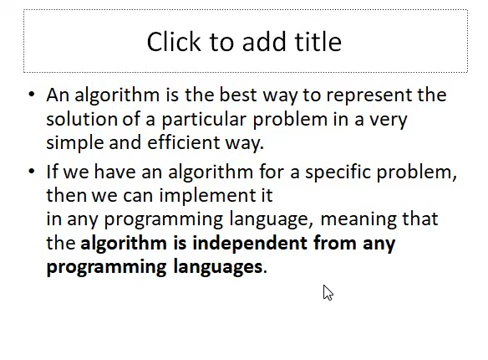 Click to add title
• An algorithm is the best way to represent the
solution of a particular problem in a very
simple and efficient way.
• If we have an algorithm for a specific problem,
then we can implement it
in any programming language, meaning that
the algorithm is independent from any
programming languages.